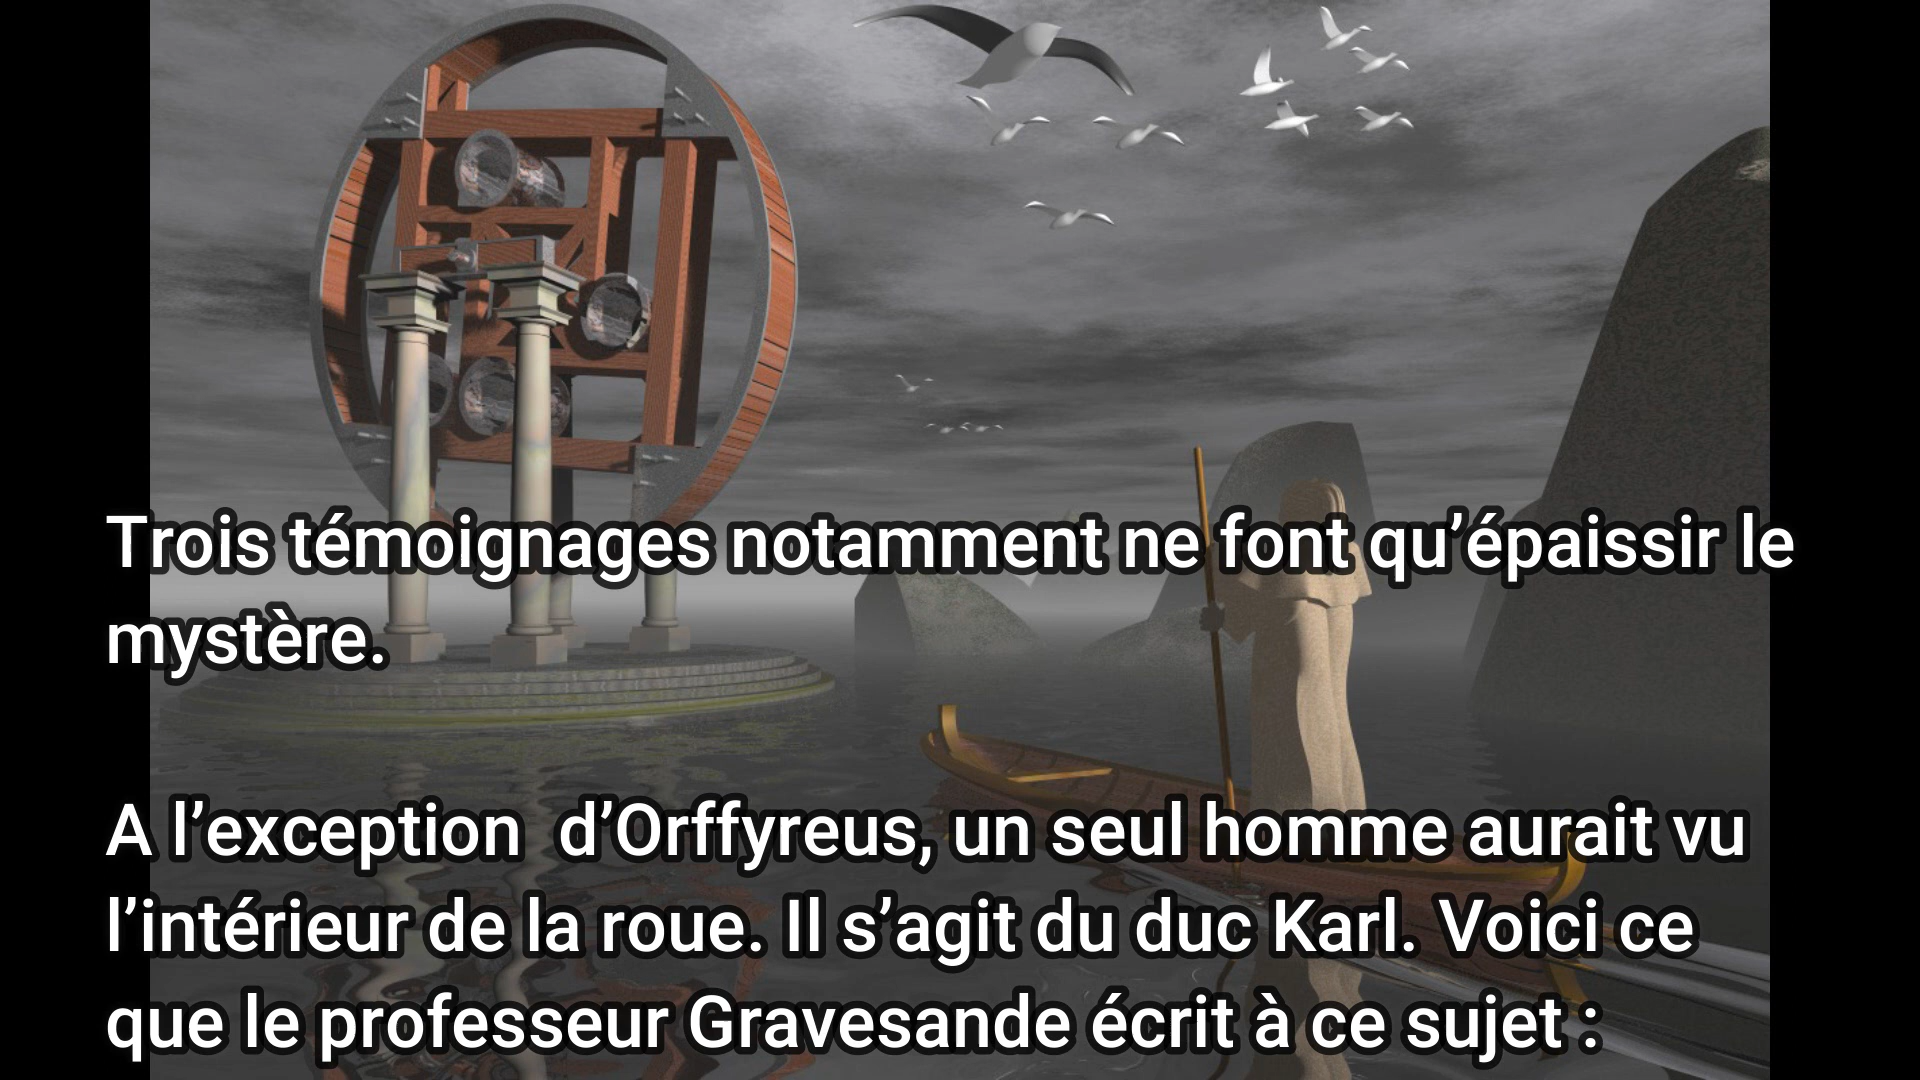 Trois témoignages notamment ne font qu’épaissir le
mystère.
A l’exception  d’Orffyreus, un seul homme aurait vu
l’intérieur de la roue. Il s’agit du duc Karl. Voici ce
que le professeur Gravesande écrit à ce sujet :